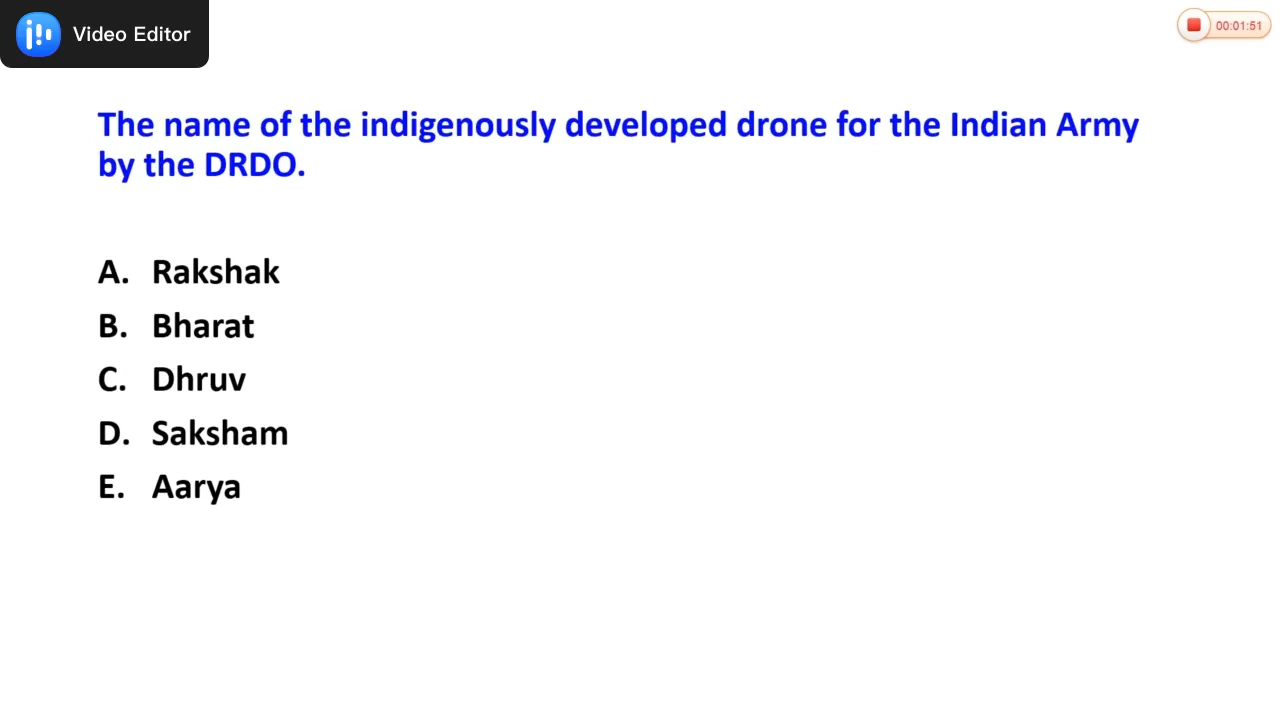 Video Editor
00:01:51
The name of the indigenously developed drone for the Indian Army
by the DRDO.
A. Rakshak
B. Bharat
C. Dhruv
D. Saksham
E. Aarya